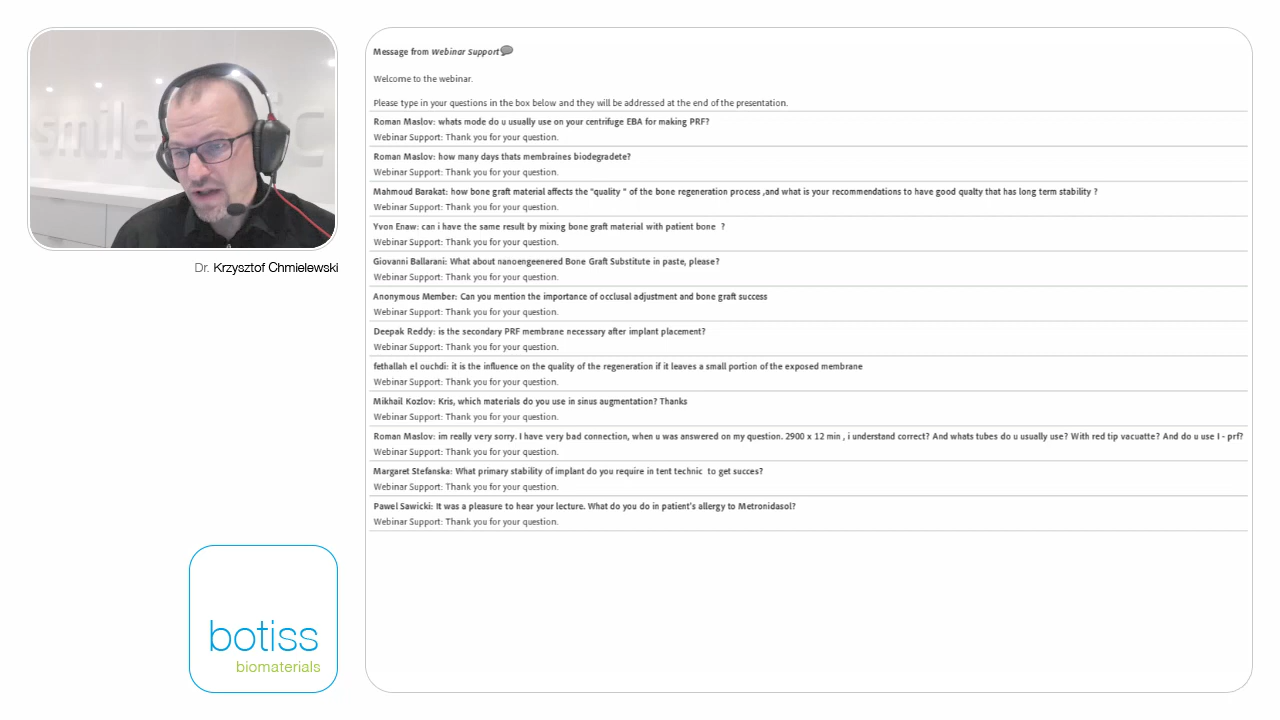 smile
Dr. Krzysztof Chmielewski
botiss
biomaterials
Message from Webinar Support
Welcome to the webinar.
Please type in your questions in the box below and they will be addressed at the end of the presentation.
Roman Maslov: whats mode do u usually use on your centrifuge EBA for making PRF?
Webinar Support: Thank you for your question.
Roman Maslov: how many days thats membraines biodegradete?
Webinar Support: Thank you for your question.
Mahmoud Barakat: how bone graft material affects the "quality " of the bone regeneration process ,and what is your recommendations to have good qualty that has long term stability ?
Webinar Support: Thank you for your question.
Yvon Enaw: can i have the same result by mixing bone graft material with patient bone  ?
Webinar Support: Thank you for your question.
Giovanni Ballarani: What about nanoengeenered Bone Graft Substitute in paste, please?
Webinar Support: Thank you for your question.
Anonymous Member: Can you mention the importance of occlusal adjustment and bone graft success
Webinar Support: Thank you for your question.
Deepak Reddy: is the secondary PRF membrane necessary after implant placement?
Webinar Support: Thank you for your question.
fethallah el ouchdi: it is the influence on the quality of the regeneration if it leaves a small portion of the exposed membrane
Webinar Support: Thank you for your question.
Mikhail Kozlov: Kris, which materials do you use in sinus augmentation? Thanks
Webinar Support: Thank you for your question.
Roman Maslov: im really very sorry. I have very bad connection, when u was answered on my question. 2900 x 12 min , i understand correct? And whats tubes do u usually use? With red tip vacuatte? And do u use I - prf?
Webinar Support: Thank you for your question.
Margaret Stefanska: What primary stability of implant do you require in tent technic  to get succes?
Webinar Support: Thank you for your question.
Pawel Sawicki: It was a pleasure to hear your lecture. What do you do in patient's allergy to Metronidasol?
Webinar Support: Thank you for your question.